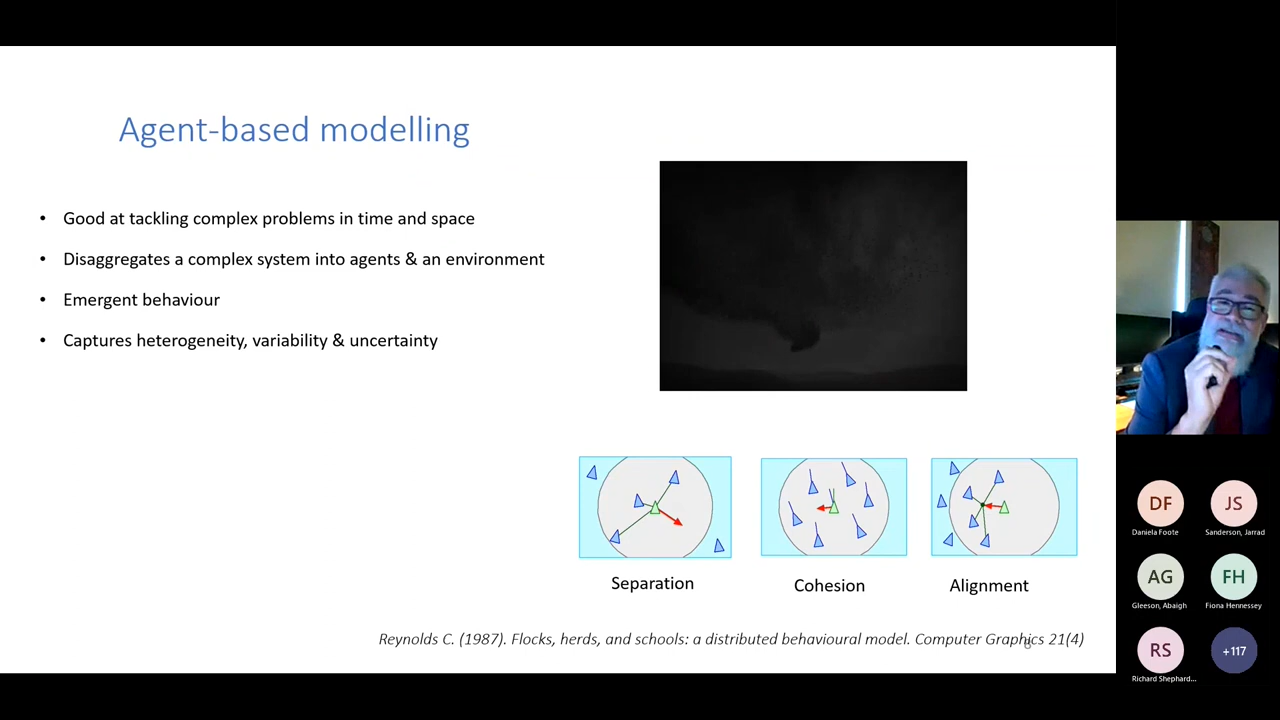 Agent-based modelling
• Good at tackling complex problems in time and space
• Disaggregates a complex system into agents & an environment
• Emergent behaviour
• Captures heterogeneity, variability & uncertainty
Separation
Cohesion
Alignment
Reynolds C. (1987). Flocks, herds, and schools: a distributed behavioural model. Computer Graphics 21(4)
DF
JS
Daniela Foote
Sanderson, Jarrad
AG
FH
Gleeson, Abaigh
Fiona Hennessey
RS
+117
Richard Shephard...